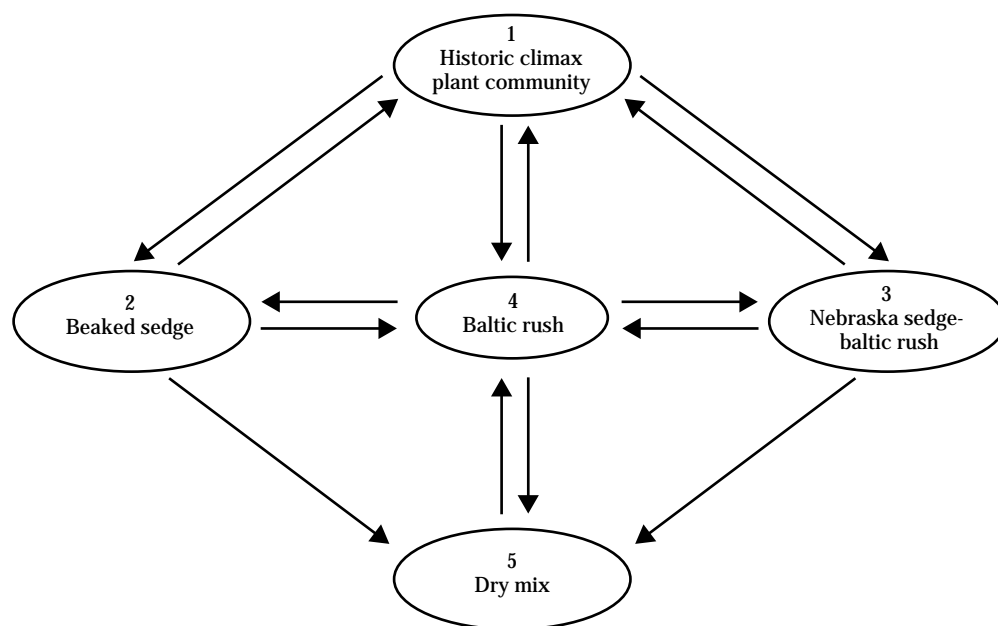 1
Historic climax
plant community
2
Beaked sedge
4
Baltic rush
3
Nebraska sedge-
baltic rush
5
Dry mix